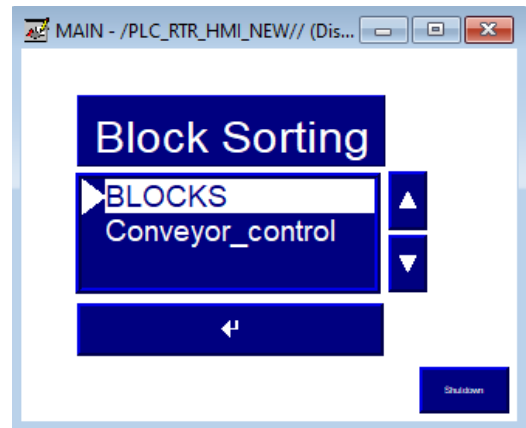 MAIN - /PLC_RTR_HMI_NEW// (Dis...
Block Sorting
BLOCKS
Conveyor_control
Shutdown